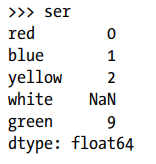 >>> ser
red 0
blue 1
yellow 2
white NaN
green 9
dtype: float64